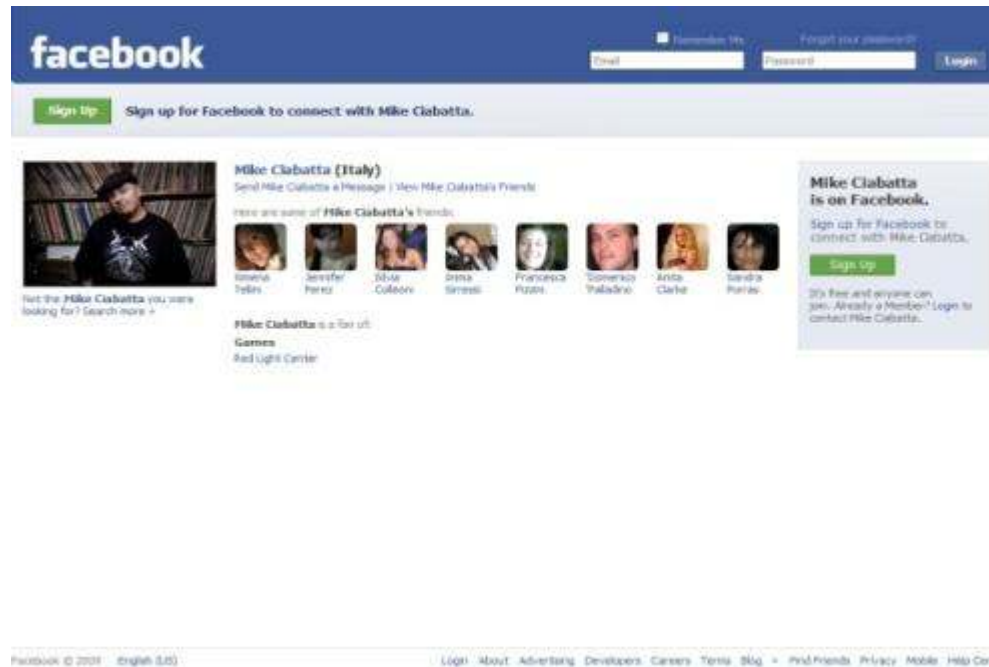 facebook
Remember Me
Forgot your password?
Email
Password
Login
Sign Up
Sign up for Facebook to connect with Mike Ciabatta.
Mike Ciabatta (Italy)
Send Mike Ciabatta a Message | View Mike Ciabatta's Friends
Here are some of Mike Ciabatta's friends:
Tellini
Jennifer
Perez
Silvia
Colleoni
Francesca
Domenico
Palladino
Anita
Clarke
Sandra
Porras
Not the Mike Ciabatta you were
looking for? Search more »
Mike Ciabatta is a fan of:
Games
Red Light Center
Mike Ciabatta
is on Facebook.
Sign up for Facebook to
connect with Mike Ciabatta.
Sign Up
It's free and anyone can
join. Already a Member? Login to
contact Mike Ciabatta.
Facebook © 2009
English (US)
Login About Advertising Developers Careers Terms Blog Find Friends Privacy Mobile Help